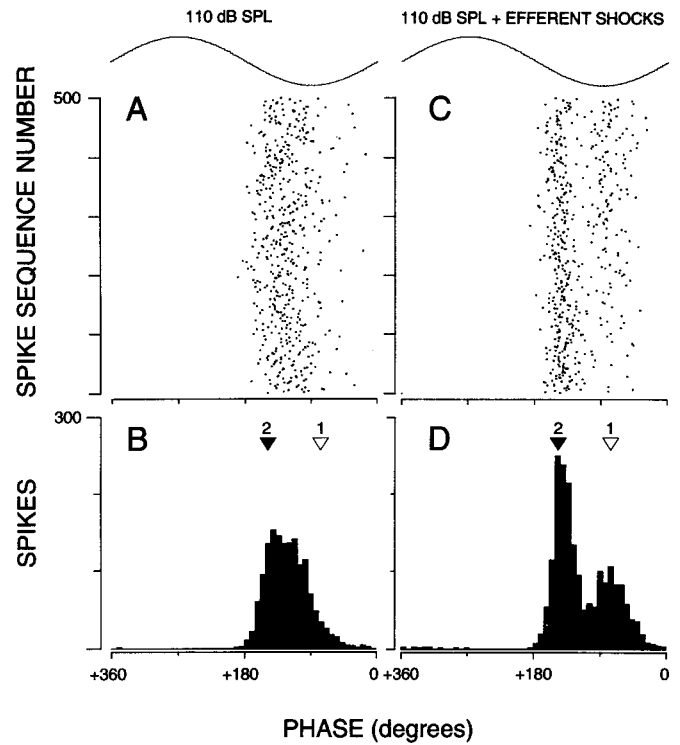 110 dB SPL
110 dB SPL + EFFERENT SHOCKS
SPIKE SEQUENCE NUMBER
500
A
C
300
SPIKES
B
2
1
D
2
1
+360
+180
0
+360
+180
0
PHASE (degrees)